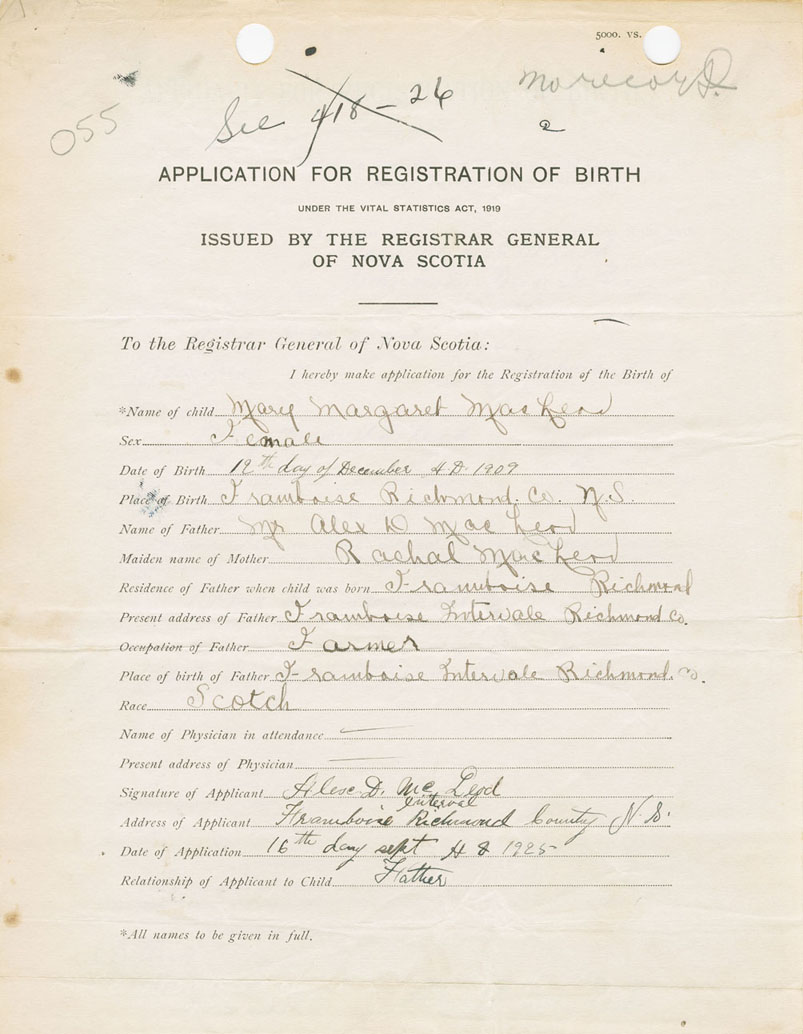 5000. VS.
No record
055
See 418-26
APPLICATION FOR REGISTRATION OF BIRTH
UNDER THE VITAL STATISTICS ACT, 1919
ISSUED BY THE REGISTRAR GENERAL
OF NOVA SCOTIA
To the Registrar General of Nova Scotia:
I hereby make application for the Registration of the Birth of
*Name of child Mary Margaret MacLeod
Sex Female
Date of Birth 12th day of December A D 1909
Place of Birth Framboise Richmond. Co. N.S.
Name of Father Mr Alex D MacLeod
Maiden name of Mother Rachal MacLeod
Residence of Father when child was born Framboise Richmond
Present address of Father Framboise Intervale Richmond Co.
Occupation of Father Farmer
Place of birth of Father Framboise Intervale Richmond. Co.
Race Scotch
Name of Physician in attendance
Present address of Physician
Signature of Applicant Alex D. McLeod
Interval
Address of Applicant Framboise Richmond County N.S.
Date of Application 16th day sept A D 1925
Relationship of Applicant to Child Father
*All names to be given in full.